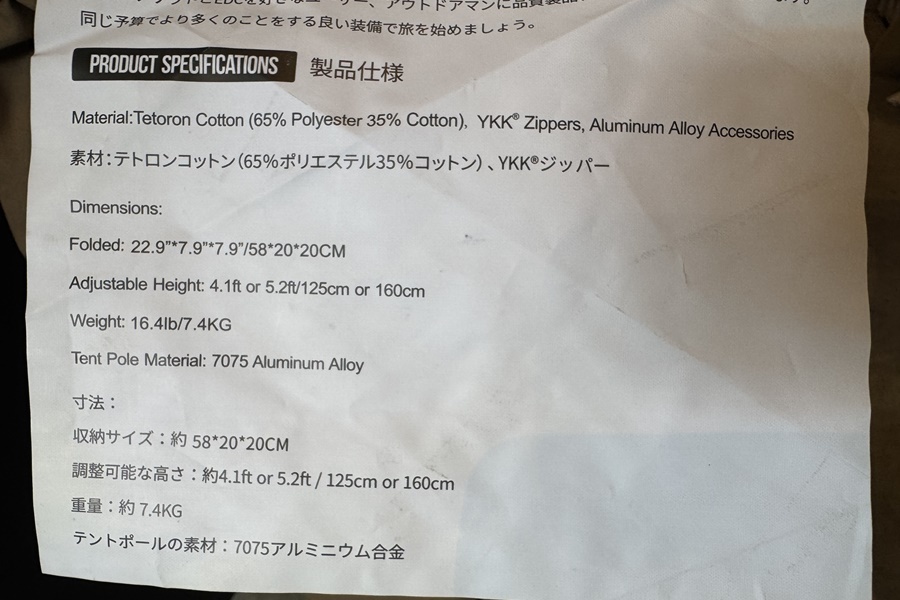 同じ予算でより多くのことをする良い装備で旅を始めましょう。
PRODUCT SPECIFICATIONS 製品仕様
Material:Tetoron Cotton (65% Polyester 35% Cotton), YKK® Zippers, Aluminum Alloy Accessories
素材:テトロンコットン(65%ポリエステル35%コットン)、YKK®ジッパー
Dimensions:
Folded: 22.9"*7.9"*7.9"/58*20*20CM
Adjustable Height: 4.1ft or 5.2ft/125cm or 160cm
Weight: 16.4lb/7.4KG
Tent Pole Material: 7075 Aluminum Alloy
寸法:
収納サイズ:約 58*20*20CM
調整可能な高さ:約4.1ft or 5.2ft / 125cm or 160cm
重量:約 7.4KG
テントポールの素材:7075アルミニウム合金